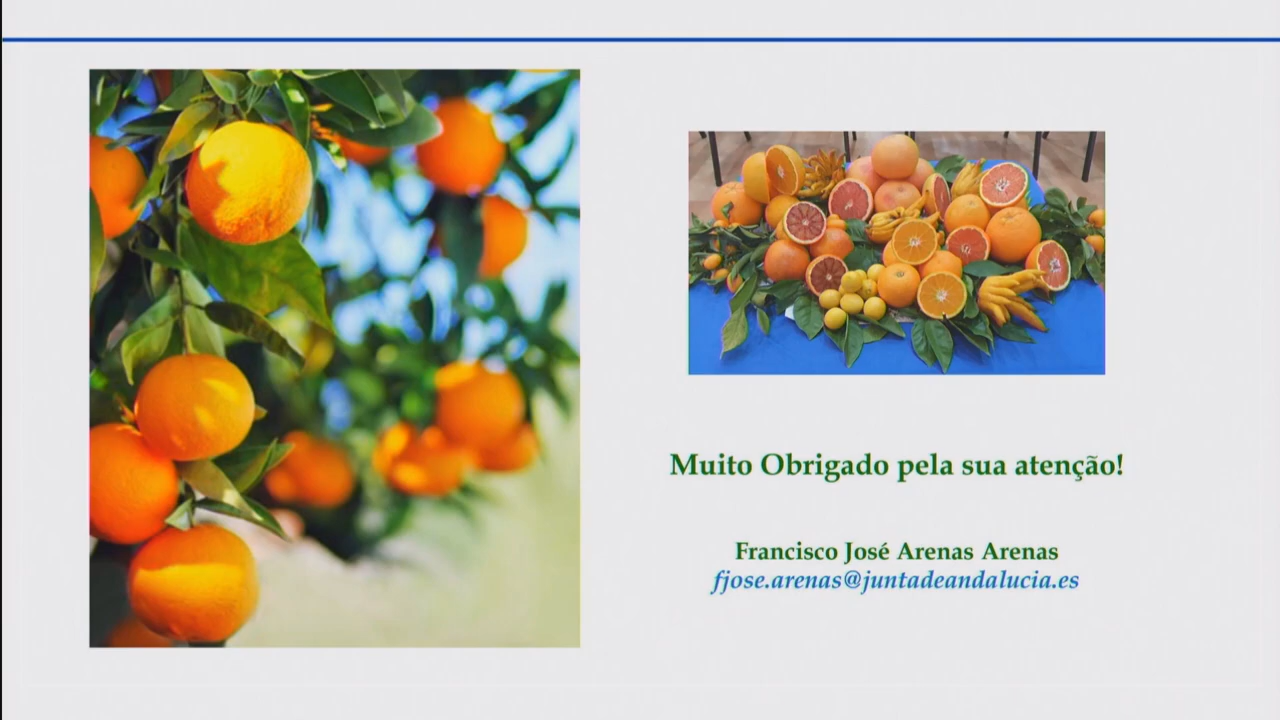 Muito Obrigado pela sua atenção!
Francisco José Arenas Arenas
fjose.arenas@juntadeandalucia.es